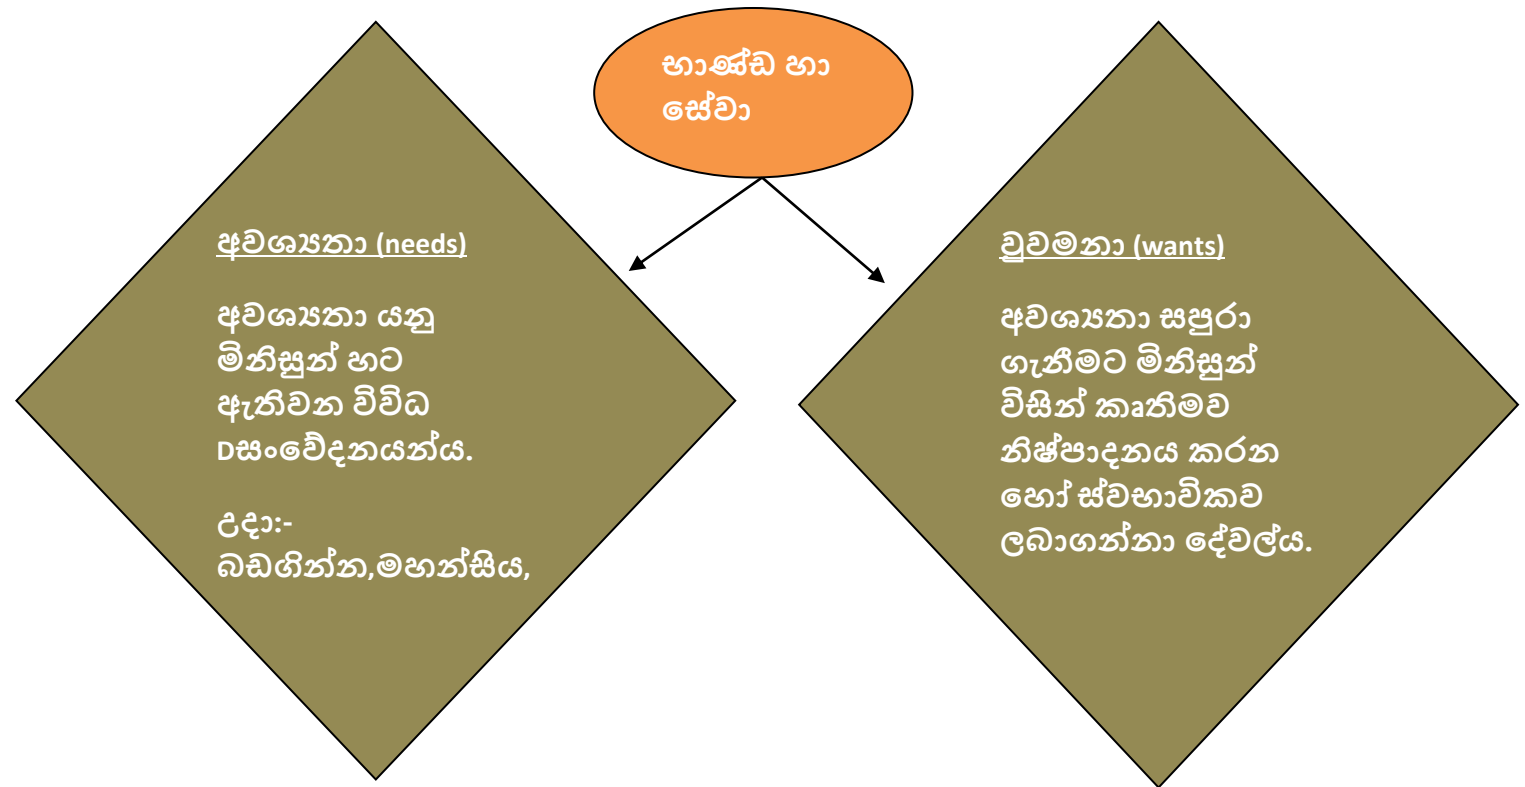 භාණ්ඩ හා
සේවා
අවශ්‍යතා (needs)
අවශ්‍යතා යනු
මිනිසුන් හට
ඇතිවන විවිධ
Dසංවේදනයන්ය.
උදා:-
බඩගින්න,මහන්සිය,
වුවමනා (wants)
අවශ්‍යතා සපුරා
ගැනීමට මිනිසුන්
විසින් කෘතිමව
නිෂ්පාදනය කරන
හෝ ස්වභාවිකව
ලබාගන්නා දේවල්ය.